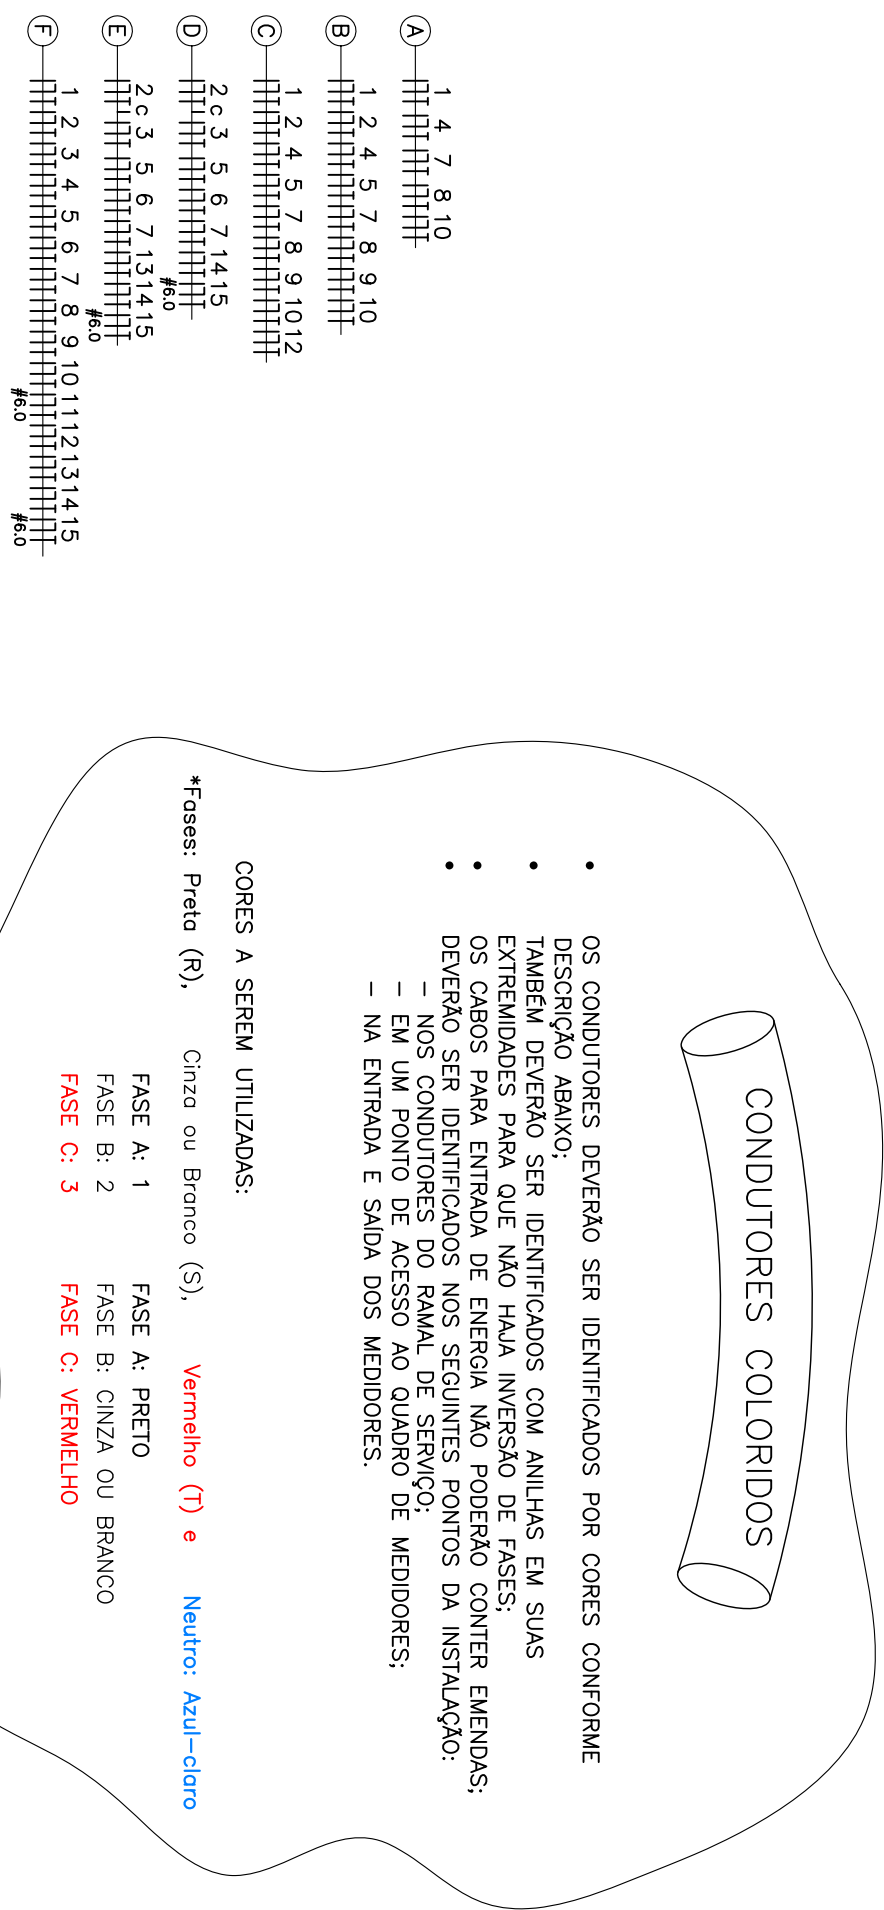 A
1 4 7 8 10
B
1 2 4 5 7 8 9 10
C
1 2 4 5 7 8 9 10 12
D
2 c 3 5 6 7 14 15
#6.0
E
2 c 3 5 6 7 13 14 15
#6.0
F
1 2 3 4 5 6 7 8 9 10 11 12 13 14 15
#6.0 #6.0
CONDUTORES COLORIDOS
• OS CONDUTORES DEVERÃO SER IDENTIFICADOS POR CORES CONFORME
DESCRIÇÃO ABAIXO;
• TAMBÉM DEVERÃO SER IDENTIFICADOS COM ANILHAS EM SUAS
EXTREMIDADES PARA QUE NÃO HAJA INVERSÃO DE FASES;
• OS CABOS PARA ENTRADA DE ENERGIA NÃO PODERÃO CONTER EMENDAS;
• DEVERÃO SER IDENTIFICADOS NOS SEGUINTES PONTOS DA INSTALAÇÃO:
– NOS CONDUTORES DO RAMAL DE SERVIÇO;
– EM UM PONTO DE ACESSO AO QUADRO DE MEDIDORES;
– NA ENTRADA E SAÍDA DOS MEDIDORES.
CORES A SEREM UTILIZADAS:
*Fases: Preta (R), Cinza ou Branco (S), Vermelho (T) e Neutro: Azul-claro
FASE A: 1 FASE A: PRETO
FASE B: 2 FASE B: CINZA OU BRANCO
FASE C: 3 FASE C: VERMELHO